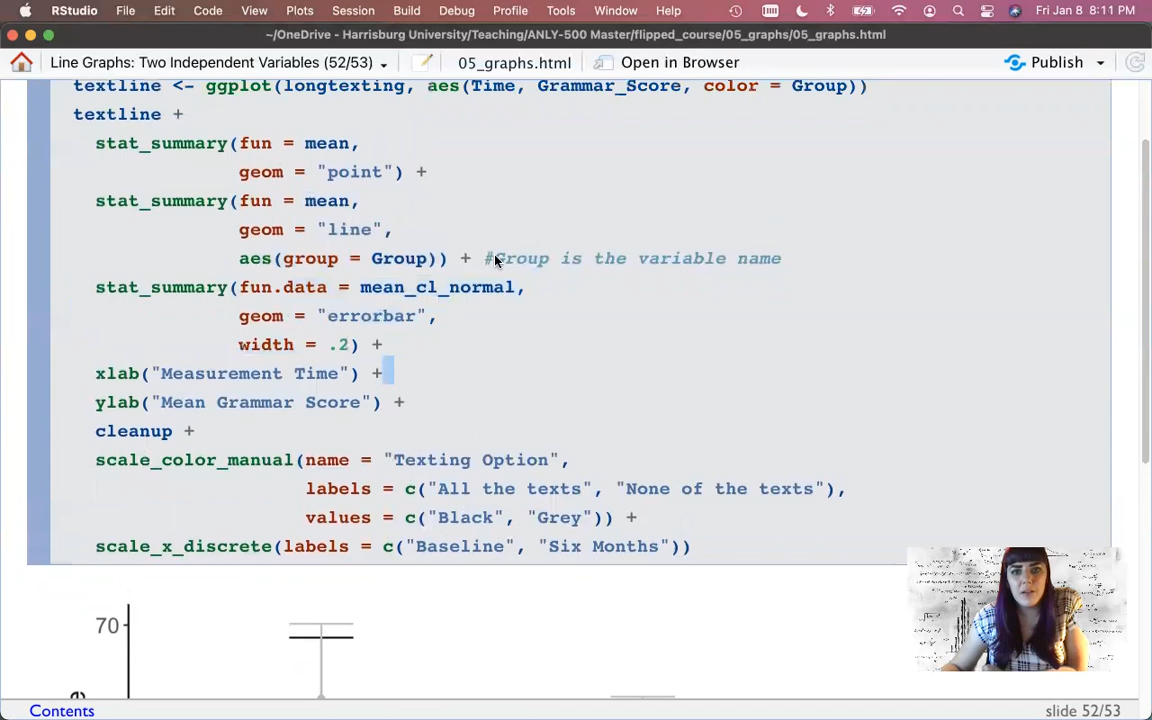 RStudio File Edit Code View Plots Session Build Debug Profile Tools Window Help Fri Jan 8 8:11 PM
~/OneDrive - Harrisburg University/Teaching/ANLY-500 Master/flipped_course/05_graphs/05_graphs.html
Line Graphs: Two Independent Variables (52/53) 05_graphs.html Open in Browser Publish
textline <- ggplot(longtexting, aes(Time, Grammar_Score, color = Group))
textline +
stat_summary(fun = mean,
geom = "point") +
stat_summary(fun = mean,
geom = "line",
aes(group = Group)) + #Group is the variable name
stat_summary(fun.data = mean_cl_normal,
geom = "errorbar",
width = .2) +
xlab("Measurement Time") +
ylab("Mean Grammar Score") +
cleanup +
scale_color_manual(name = "Texting Option",
labels = c("All the texts", "None of the texts"),
values = c("Black", "Grey")) +
scale_x_discrete(labels = c("Baseline", "Six Months"))
70
Contents slide 52/53